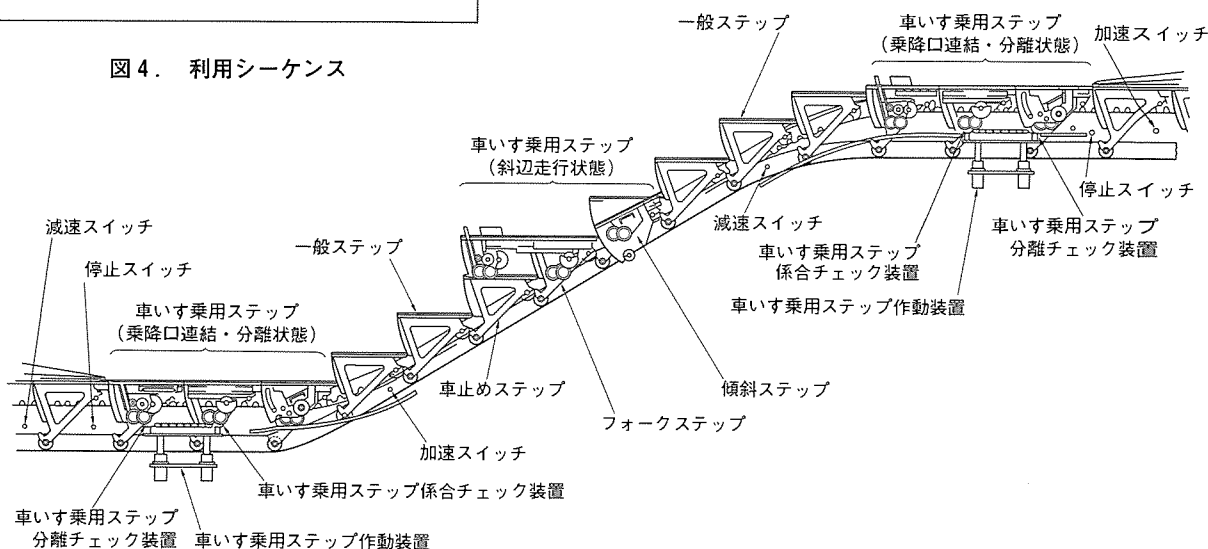 図4. 利用シーケンス
一般ステップ
車いす乗用ステップ
(乗降口連結・分離状態)
加速スイッチ
車いす乗用ステップ
(斜辺走行状態)
減速スイッチ
停止スイッチ
車いす乗用ステップ
係合チェック装置
車いす乗用ステップ
分離チェック装置
車いす乗用ステップ作動装置
減速スイッチ
停止スイッチ
一般ステップ
車いす乗用ステップ
(乗降口連結・分離状態)
車止めステップ
傾斜ステップ
フォークステップ
加速スイッチ
車いす乗用ステップ係合チェック装置
車いす乗用ステップ
分離チェック装置
車いす乗用ステップ作動装置